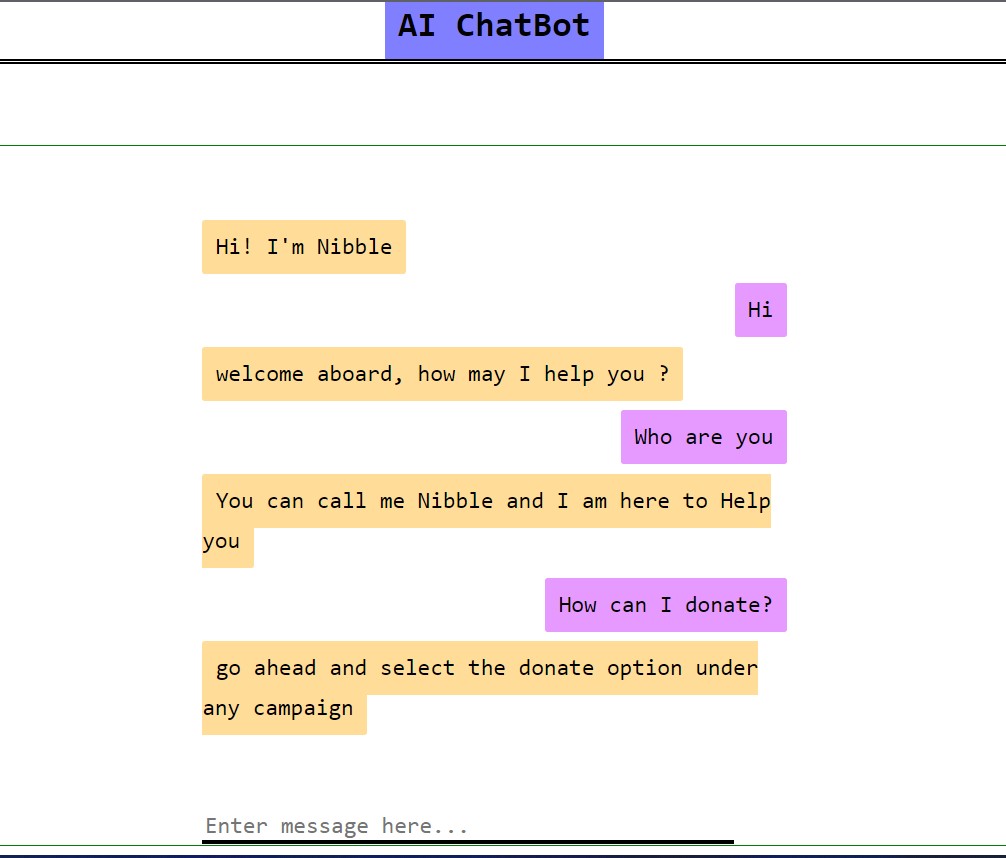 AI ChatBot
Hi! I'm Nibble
Hi
welcome aboard, how may I help you ?
Who are you
You can call me Nibble and I am here to Help
you
How can I donate?
go ahead and select the donate option under
any campaign
Enter message here...